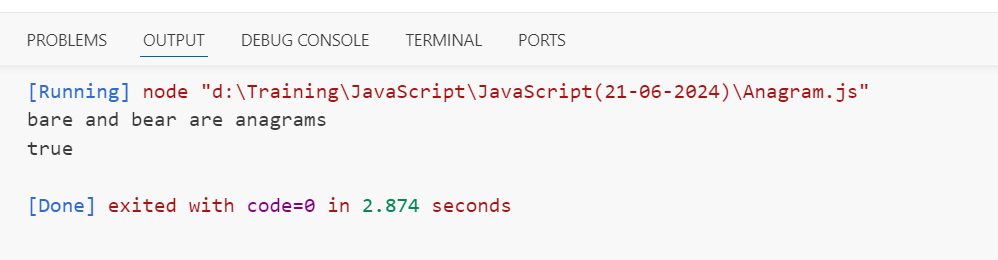 PROBLEMS OUTPUT DEBUG CONSOLE TERMINAL PORTS
[Running] node "d:\Training\JavaScript\JavaScript(21-06-2024)\Anagram.js"
bare and bear are anagrams
true
[Done] exited with code=0 in 2.874 seconds